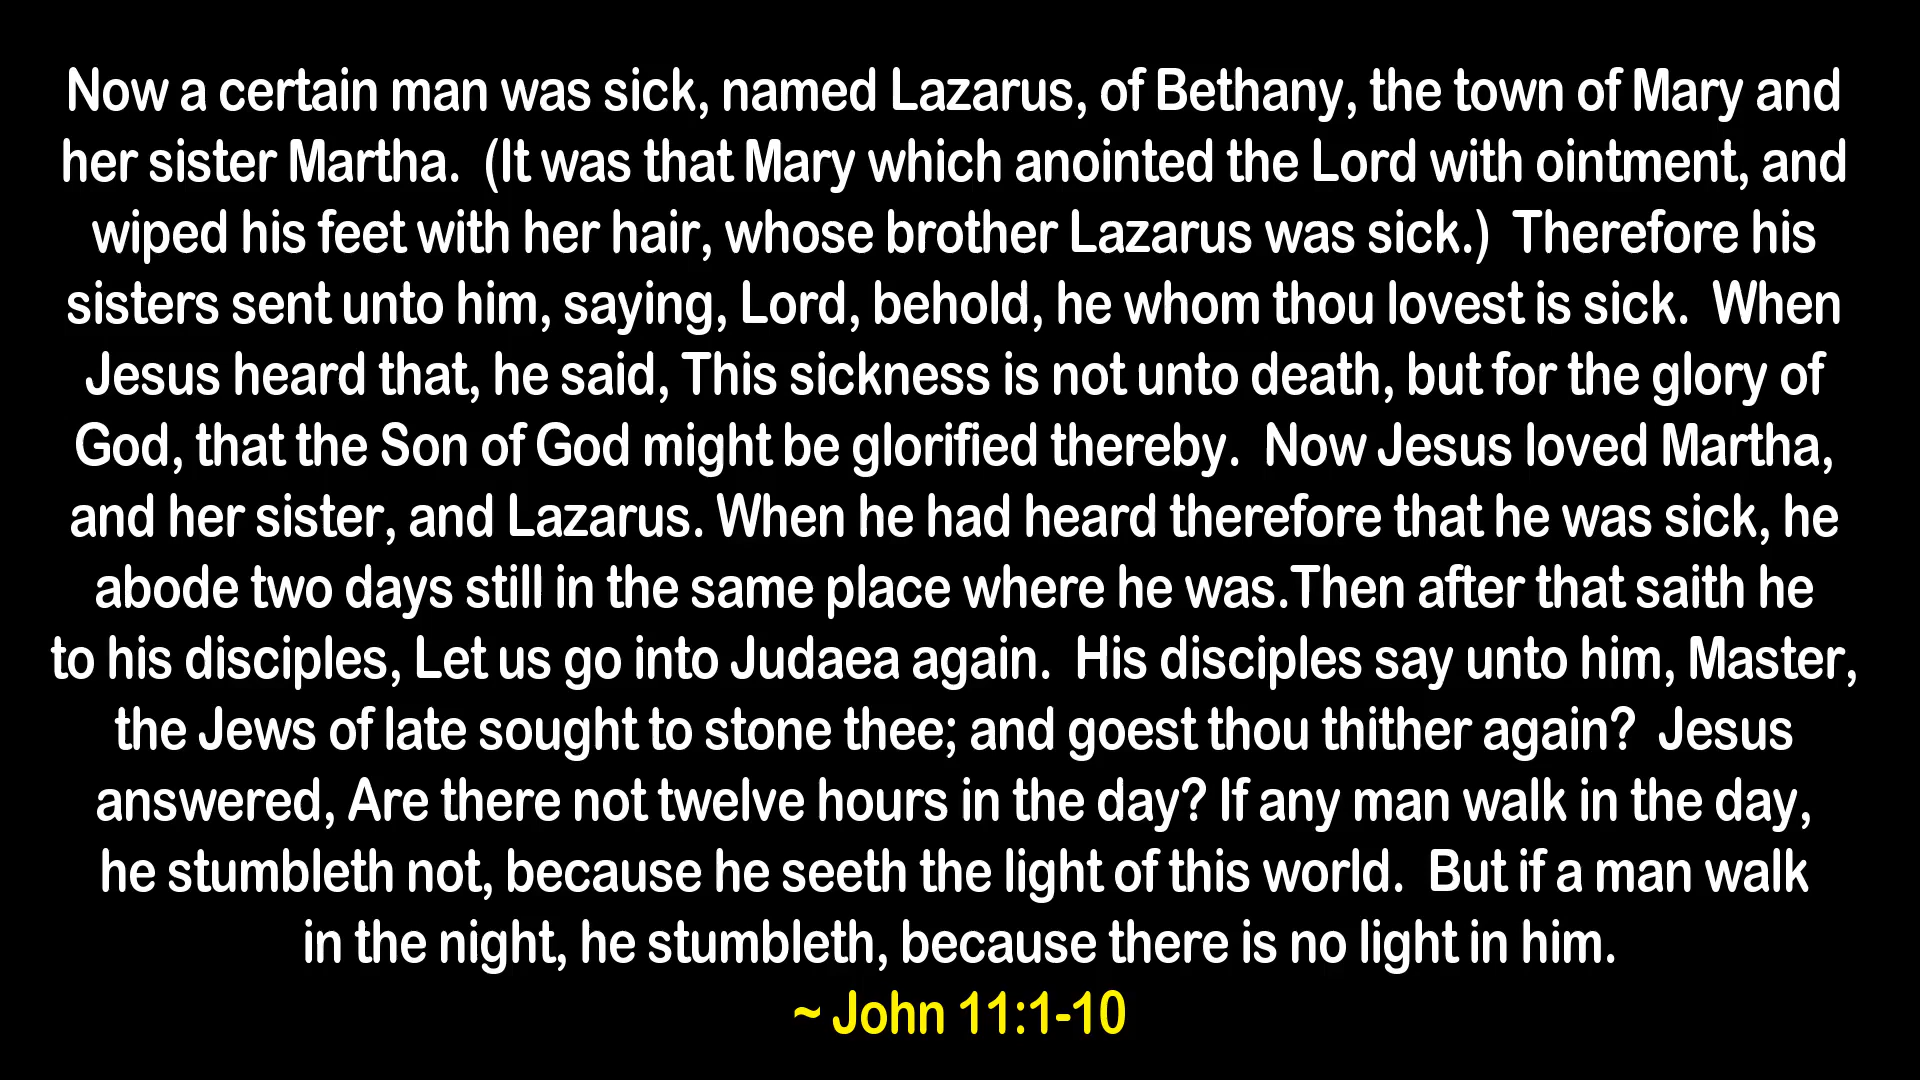 Now a certain man was sick, named Lazarus, of Bethany, the town of Mary and
her sister Martha.  (It was that Mary which anointed the Lord with ointment, and
wiped his feet with her hair, whose brother Lazarus was sick.)  Therefore his
sisters sent unto him, saying, Lord, behold, he whom thou lovest is sick.  When
Jesus heard that, he said, This sickness is not unto death, but for the glory of
God, that the Son of God might be glorified thereby.  Now Jesus loved Martha,
and her sister, and Lazarus. When he had heard therefore that he was sick, he
abode two days still in the same place where he was.Then after that saith he
to his disciples, Let us go into Judaea again.  His disciples say unto him, Master,
the Jews of late sought to stone thee; and goest thou thither again?  Jesus
answered, Are there not twelve hours in the day? If any man walk in the day,
he stumbleth not, because he seeth the light of this world.  But if a man walk
in the night, he stumbleth, because there is no light in him.
~ John 11:1-10